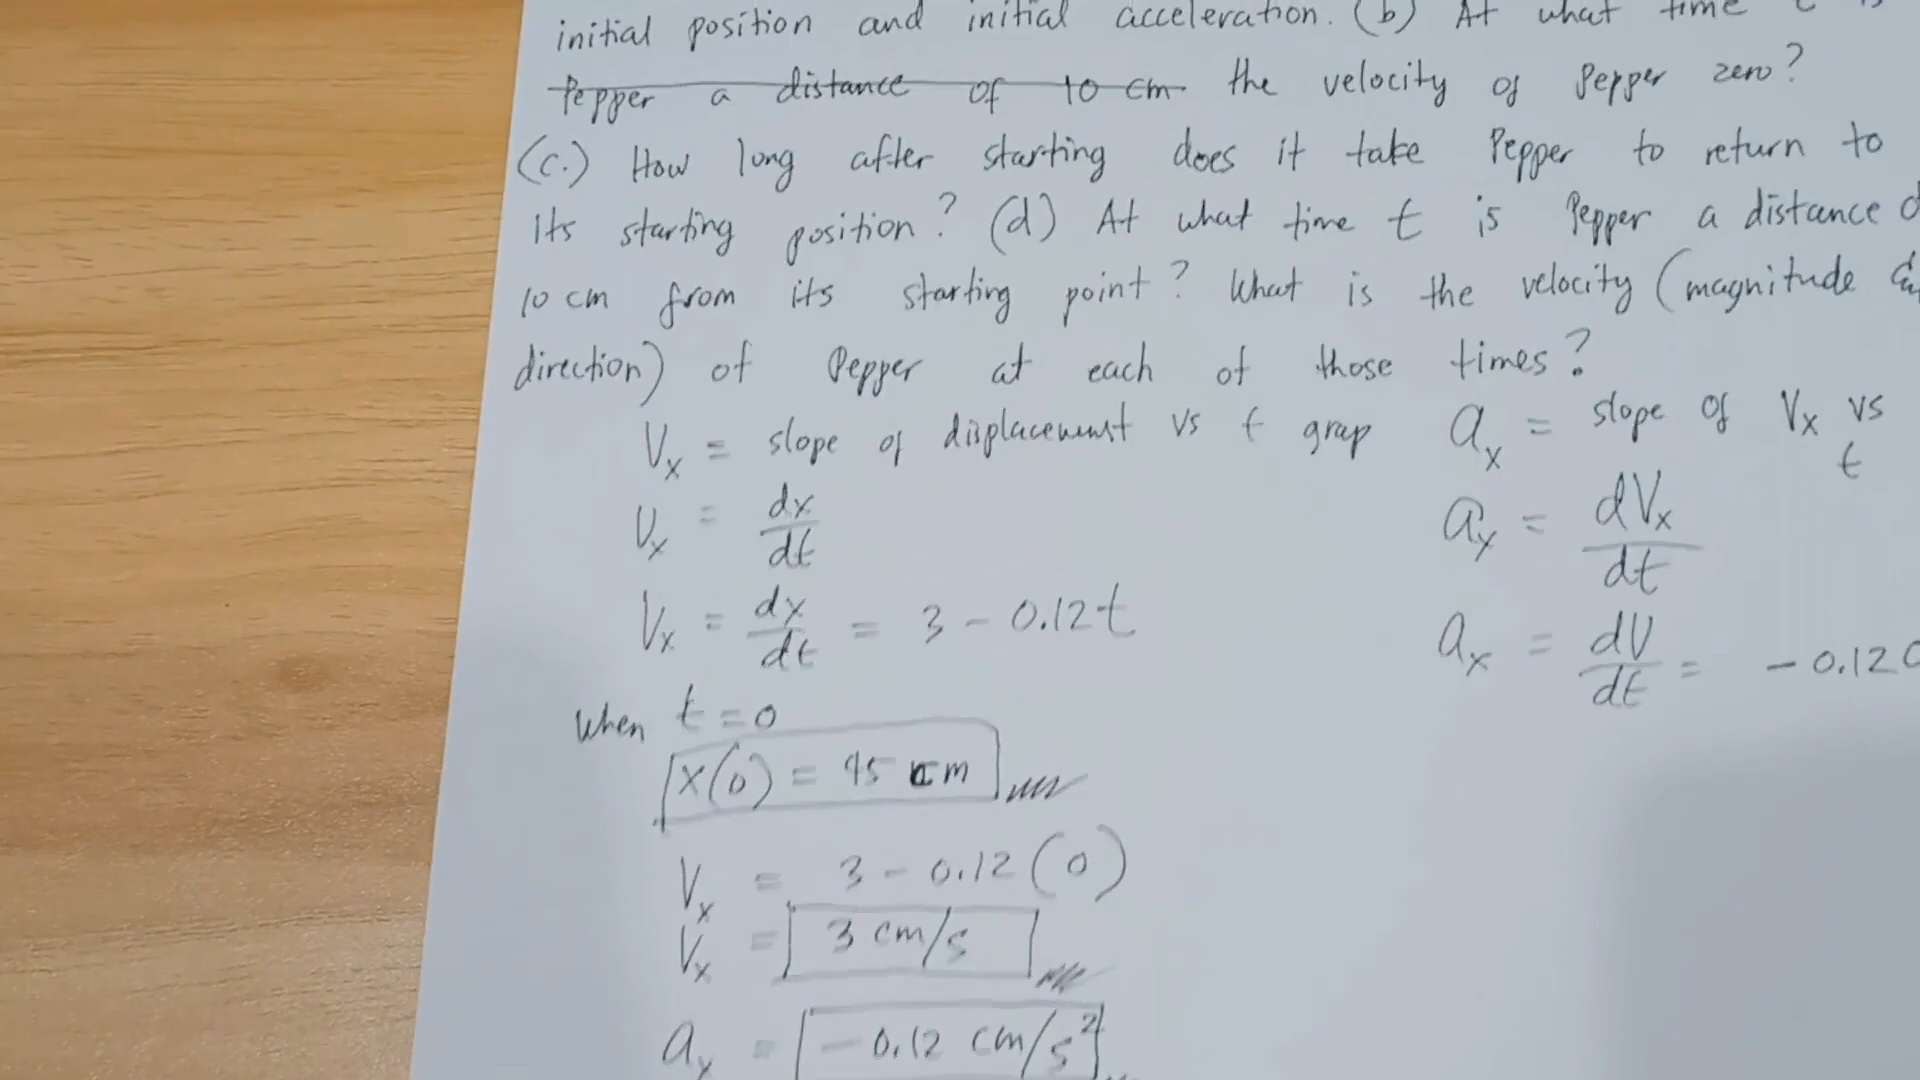 initial position and initial acceleration. (b) At what time t is
Pepper a distance of 10 cm the velocity of Pepper zero?
(c.) How long after starting does it take Pepper to return to
its starting position? (d) At what time t is Pepper a distance
10 cm from its starting point? What is the velocity (magnitude &
direction) of Pepper at each of those times?
Vx = slope of displacement vs t grap
ax = slope of Vx vs t
Vx = dx/dt
ax = dVx/dt
Vx = dx/dt = 3 - 0.12t
ax = dV/dt = - 0.120
When t = 0
x(0) = 45 cm
Vx = 3 - 0.12 (0)
Vx = 3 cm/s
ax = -0.12 cm/s²